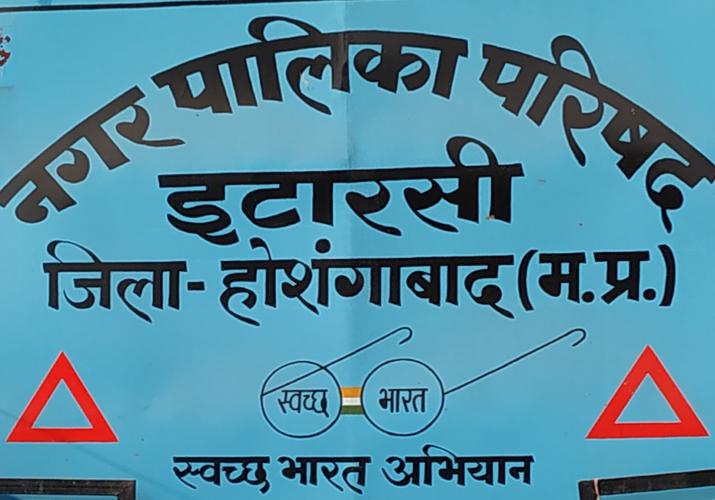 नगर पालिका परिषद
इटारसी
जिला- होशंगाबाद (म.प्र.)
स्वच्छ भारत
स्वच्छ भारत अभियान